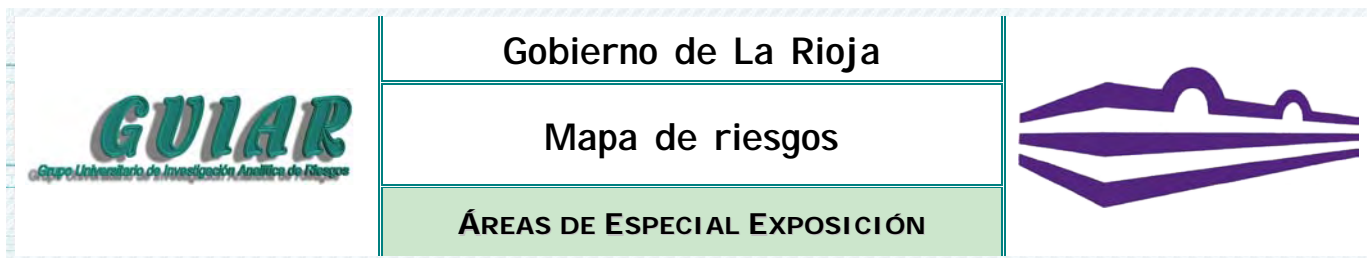 GUIAR
Grupo Universitario de Investigación Analítica de Riesgos
Gobierno de La Rioja
Mapa de riesgos
ÁREAS DE ESPECIAL EXPOSICIÓN